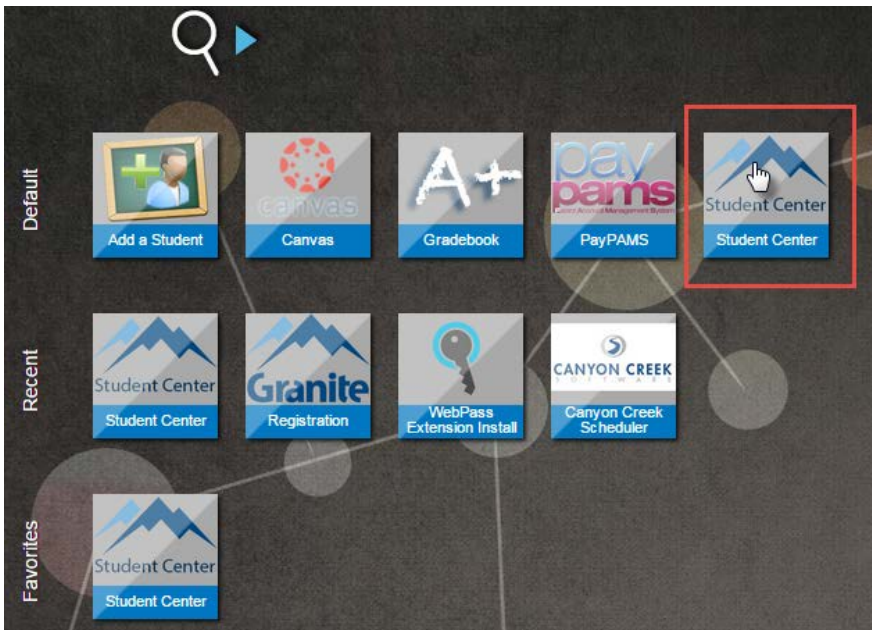 Default
canvas
A+
pay
pams
Student Center
Add a Student
Canvas
Gradebook
PayPAMS
Student Center
Recent
Student Center
Granite
CANYON CREEK
SOFTWARE
Student Center
Registration
WebPass
Extension Install
Canyon Creek
Scheduler
Favorites
Student Center
Student Center